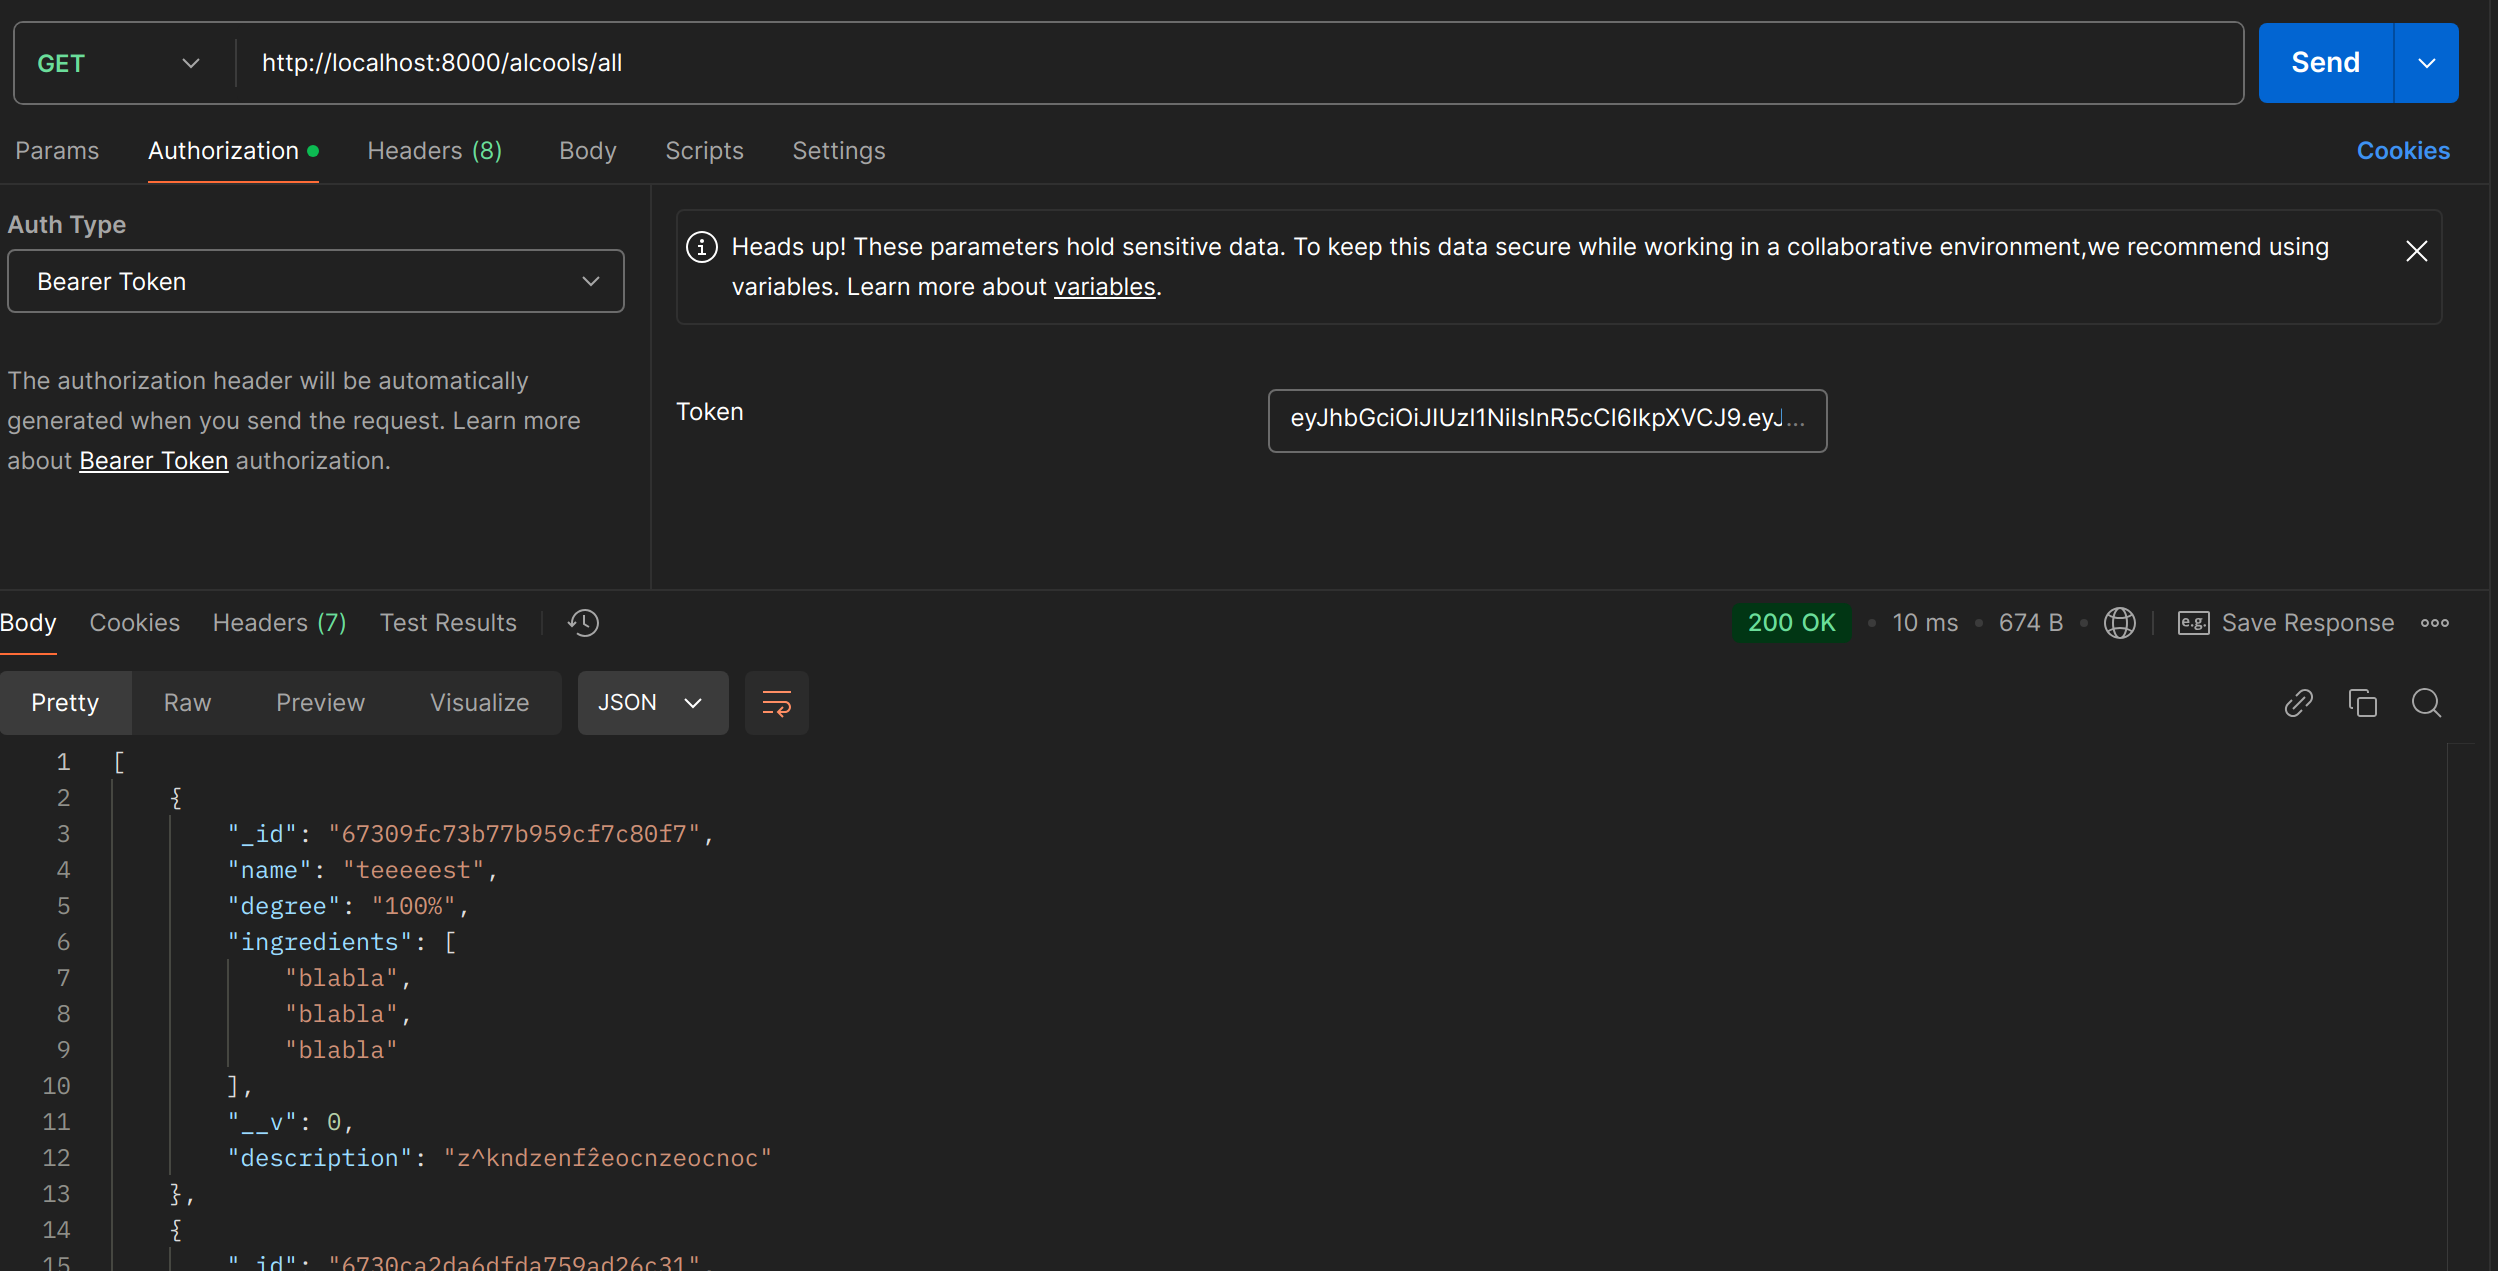 GET http://localhost:8000/alcools/all Send
Params Authorization Headers (8) Body Scripts Settings Cookies
Auth Type
Bearer Token
The authorization header will be automatically
generated when you send the request. Learn more
about Bearer Token authorization.
Heads up! These parameters hold sensitive data. To keep this data secure while working in a collaborative environment,we recommend using
variables. Learn more about variables.
Token eyJhbGciOiJIUzI1NiIsInR5cCI6IkpXVCJ9.eyJ...
Body Cookies Headers (7) Test Results 200 OK 10 ms 674 B e.g. Save Response
Pretty Raw Preview Visualize JSON
1 [
2 {
3 "_id": "67309fc73b77b959cf7c80f7",
4 "name": "teeeeest",
5 "degree": "100%",
6 "ingredients": [
7 "blabla",
8 "blabla",
9 "blabla"
10 ],
11 "__v": 0,
12 "description": "z^kndzenfẑeocnzeocnoc"
13 },
14 {
15 "_id": "6730ca2da6dfda759ad26c31",